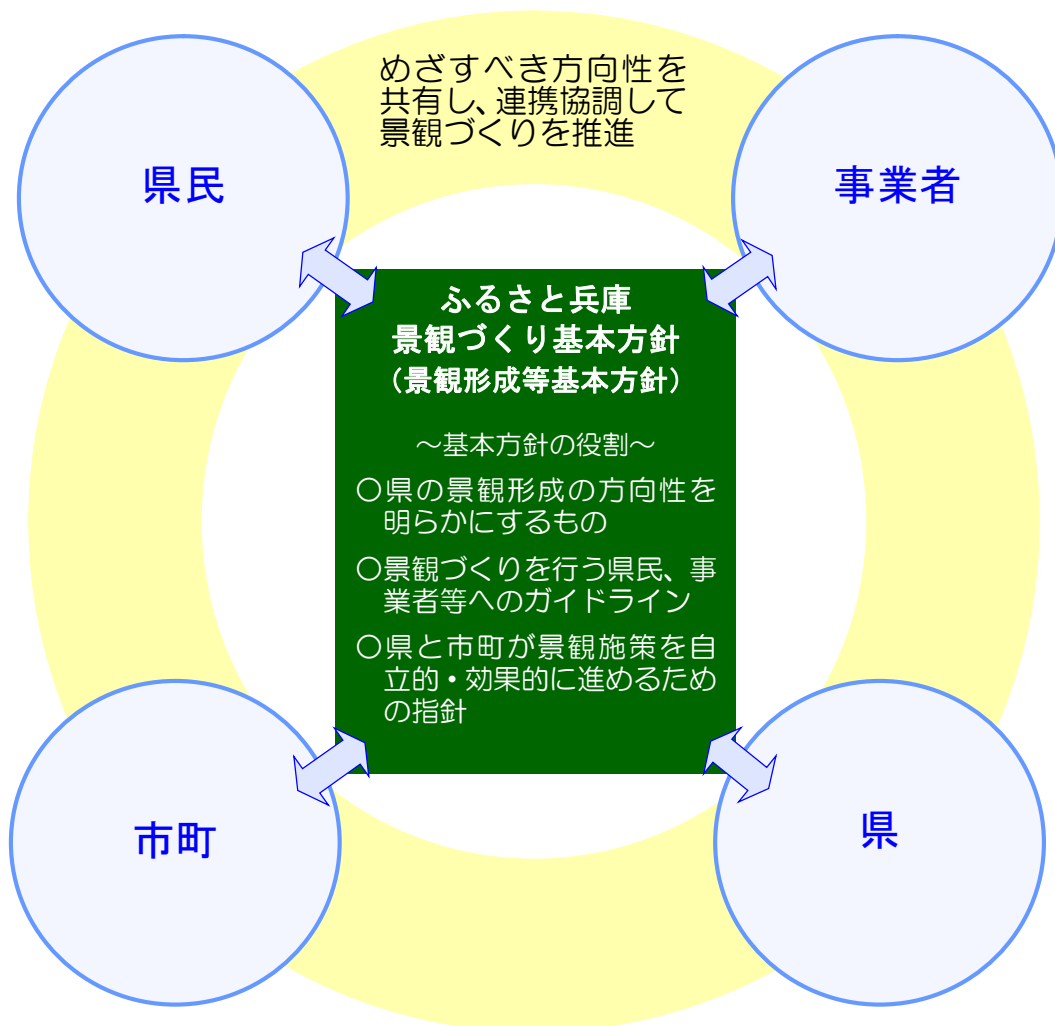 めざすべき方向性を
共有し、連携協調して
景観づくりを推進
県民
事業者
ふるさと兵庫
景観づくり基本方針
（景観形成等基本方針）
～基本方針の役割～
○県の景観形成の方向性を
明らかにするもの
○景観づくりを行う県民、事
業者等へのガイドライン
○県と市町が景観施策を自
立的・効果的に進めるため
の指針
市町
県